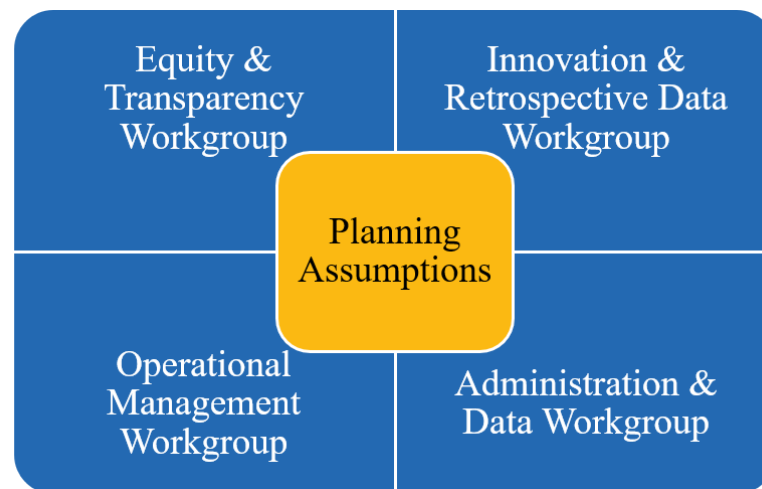 Equity &
Transparency
Workgroup
Innovation &
Retrospective Data
Workgroup
Planning
Assumptions
Operational
Management
Workgroup
Administration &
Data Workgroup